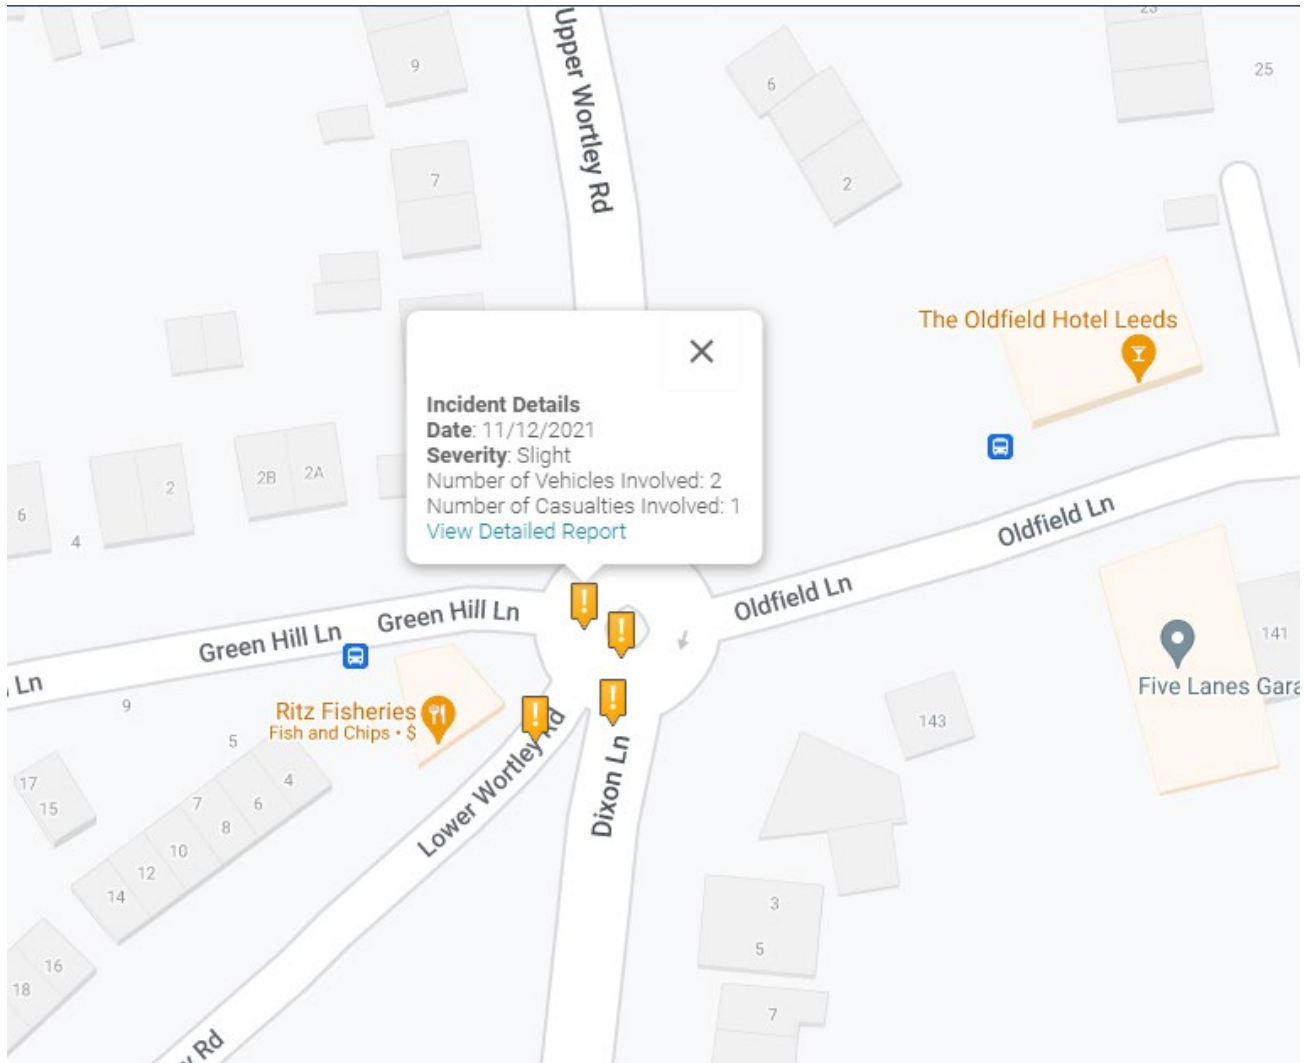 Upper Wortley Rd
9
6
23
25
7
2
The Oldfield Hotel Leeds
Incident Details
Date: 11/12/2021
Severity: Slight
Number of Vehicles Involved: 2
Number of Casualties Involved: 1
View Detailed Report
2B
2A
2
6
4
Oldfield Ln
Oldfield Ln
Green Hill Ln
Green Hill Ln
Ln
141
Five Lanes Gara
9
Ritz Fisheries
Fish and Chips • $
5
143
Lower Wortley Rd
Dixon Ln
17
15
4
7
6
8
10
12
14
3
5
16
18
7
y Rd